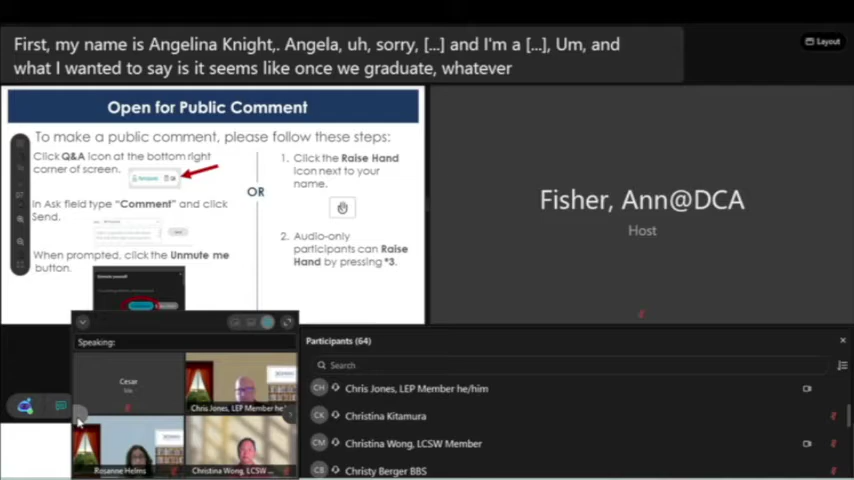 First, my name is Angelina Knight,. Angela, uh, sorry, [...] and I'm a [...], Um, and
what I wanted to say is it seems like once we graduate, whatever
Layout
Open for Public Comment
To make a public comment, please follow these steps:
Click Q&A icon at the bottom right
corner of screen.
In Ask field type "Comment" and click
Send.
When prompted, click the Unmute me
button.
OR
1. Click the Raise Hand
icon next to your
name.
2. Audio-only
participants can Raise
Hand by pressing *3.
Fisher, Ann@DCA
Host
Speaking:
Cesar
Chris Jones, LEP Member he/
Rosanne Helms
Christina Wong, LCSW ...
Participants (64)
Search
CH Chris Jones, LEP Member he/him
CK Christina Kitamura
CM Christina Wong, LCSW Member
CB Christy Berger BBS